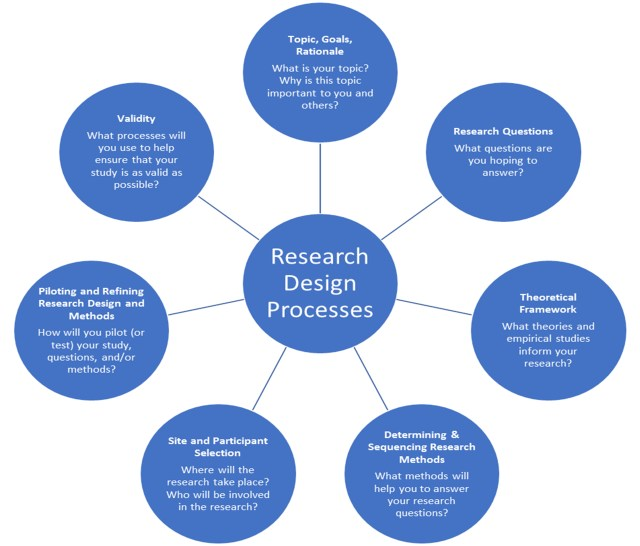 Topic, Goals,
Rationale
What is your topic?
Why is this topic
important to you and
others?
Research Questions
What questions are
you hoping to
answer?
Theoretical
Framework
What theories and
empirical studies
inform your
research?
Determining &
Sequencing Research
Methods
What methods will
help you to answer
your research
questions?
Site and Participant
Selection
Where will the
research take place?
Who will be involved
in the research?
Piloting and Refining
Research Design and
Methods
How will you pilot (or
test) your study,
questions, and/or
methods?
Validity
What processes will
you use to help
ensure that your
study is as valid as
possible?
Research
Design
Processes